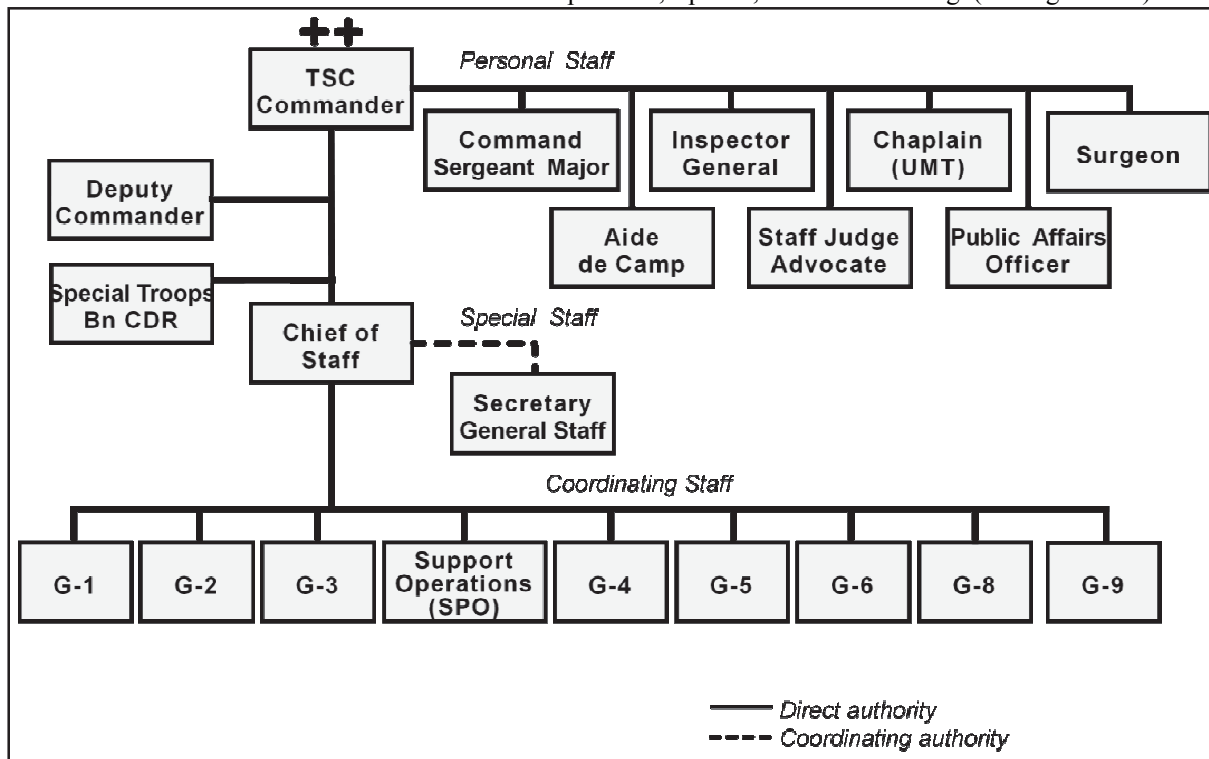 Personal Staff
TSC
Commander
Command
Sergeant Major
Inspector
General
Chaplain
(UMT)
Surgeon
Deputy
Commander
Aide
de Camp
Staff Judge
Advocate
Public Affairs
Officer
Special Troops
Bn CDR
Special Staff
Chief of
Staff
Secretary
General Staff
Coordinating Staff
G-1
G-2
G-3
Support
Operations
(SPO)
G-4
G-5
G-6
G-8
G-9
Direct authority
Coordinating authority